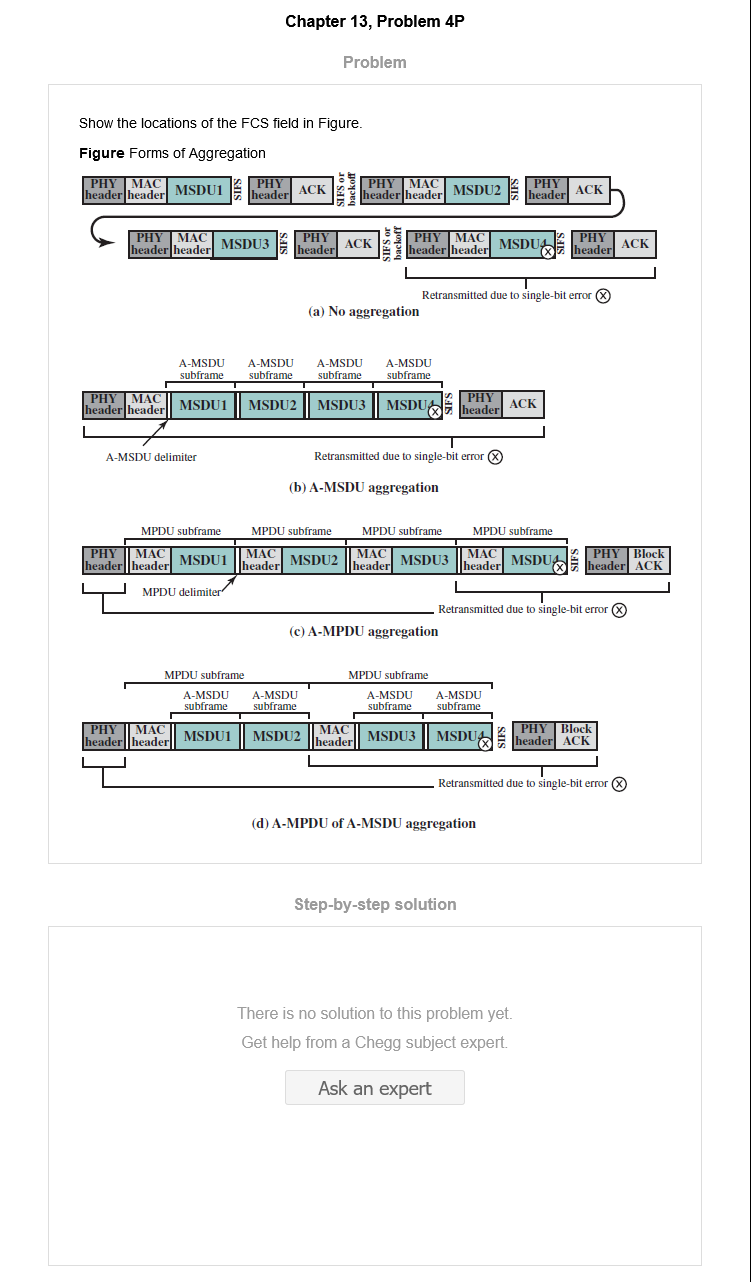 Chapter 13, Problem 4P
Problem
Show the locations of the FCS field in Figure.
Figure Forms of Aggregation
PHY header MAC header MSDU1 SIFS PHY header ACK SIFS or backoff PHY header MAC header MSDU2 SIFS PHY header ACK
PHY header MAC header MSDU3 SIFS PHY header ACK SIFS or backoff PHY header MAC header MSDU4 X SIFS PHY header ACK
Retransmitted due to single-bit error X
(a) No aggregation
A-MSDU subframe A-MSDU subframe A-MSDU subframe A-MSDU subframe
PHY header MAC header MSDU1 MSDU2 MSDU3 MSDU4 X SIFS PHY header ACK
A-MSDU delimiter Retransmitted due to single-bit error X
(b) A-MSDU aggregation
MPDU subframe MPDU subframe MPDU subframe MPDU subframe
PHY header MAC header MSDU1 MAC header MSDU2 MAC header MSDU3 MAC header MSDU4 X SIFS PHY header Block ACK
MPDU delimiter
Retransmitted due to single-bit error X
(c) A-MPDU aggregation
MPDU subframe MPDU subframe
A-MSDU subframe A-MSDU subframe A-MSDU subframe A-MSDU subframe
PHY header MAC header MSDU1 MSDU2 MAC header MSDU3 MSDU4 X SIFS PHY header Block ACK
Retransmitted due to single-bit error X
(d) A-MPDU of A-MSDU aggregation
Step-by-step solution
There is no solution to this problem yet.
Get help from a Chegg subject expert.
Ask an expert